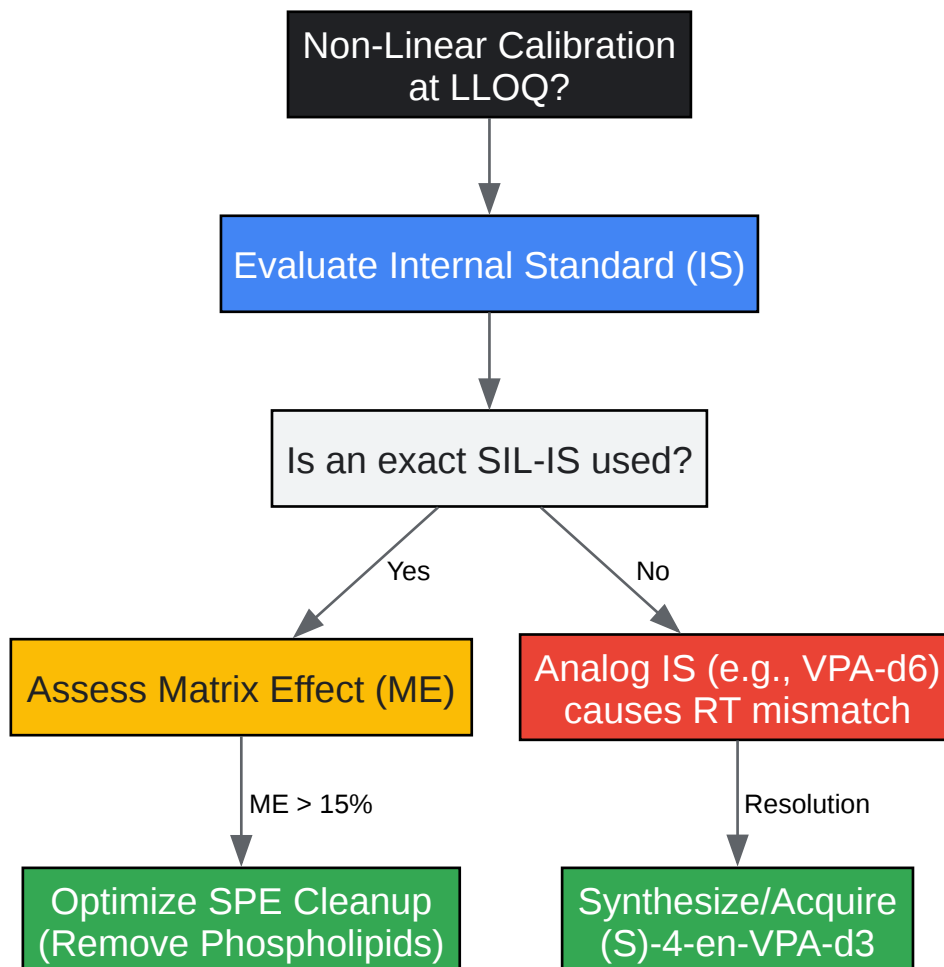 Non-Linear Calibration
at LLOQ?
Evaluate Internal Standard (IS)
Is an exact SIL-IS used?
Yes
No
Assess Matrix Effect (ME)
Analog IS (e.g., VPA-d6)
causes RT mismatch
ME > 15%
Resolution
Optimize SPE Cleanup
(Remove Phospholipids)
Synthesize/Acquire
(S)-4-en-VPA-d3